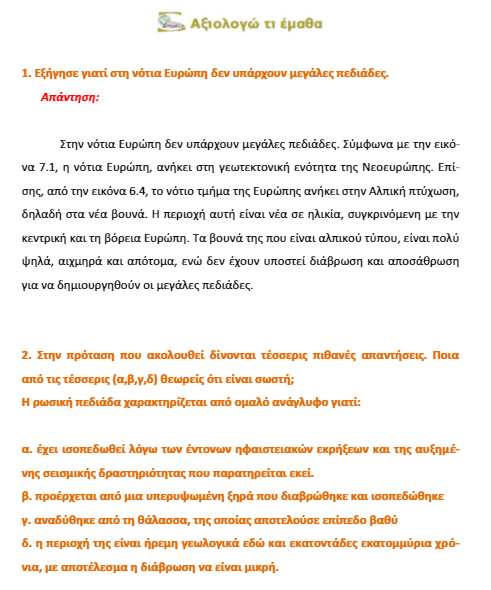 Αξιολογώ τι έμαθα
1. Εξήγησε γιατί στη νότια Ευρώπη δεν υπάρχουν μεγάλες πεδιάδες.
Απάντηση:
Στην νότια Ευρώπη δεν υπάρχουν μεγάλες πεδιάδες. Σύμφωνα με την εικό-
να 7.1, η νότια Ευρώπη, ανήκει στη γεωτεκτονική ενότητα της Νεοευρώπης. Επί-
σης, από την εικόνα 6.4, το νότιο τμήμα της Ευρώπης ανήκει στην Αλπική πτύχωση,
δηλαδή στα νέα βουνά. Η περιοχή αυτή είναι νέα σε ηλικία, συγκρινόμενη με την
κεντρική και τη βόρεια Ευρώπη. Τα βουνά της που είναι αλπικού τύπου, είναι πολύ
ψηλά, αιχμηρά και απότομα, ενώ δεν έχουν υποστεί διάβρωση και αποσάθρωση
για να δημιουργηθούν οι μεγάλες πεδιάδες.
2. Στην πρόταση που ακολουθεί δίνονται τέσσερις πιθανές απαντήσεις. Ποια
από τις τέσσερις (α,β,γ,δ) θεωρείς ότι είναι σωστή;
Η ρωσική πεδιάδα χαρακτηρίζεται από ομαλό ανάγλυφο γιατί:
α. έχει ισοπεδωθεί λόγω των έντονων ηφαιστειακών εκρήξεων και της αυξημέ-
νης σεισμικής δραστηριότητας που παρατηρείται εκεί.
β. προέρχεται από μια υπερυψωμένη ξηρά που διαβρώθηκε και ισοπεδώθηκε
γ. αναδύθηκε από τη θάλασσα, της οποίας αποτελούσε επίπεδο βαθύ
δ. η περιοχή της είναι ήρεμη γεωλογικά εδώ και εκατοντάδες εκατομμύρια χρό-
νια, με αποτέλεσμα η διάβρωση να είναι μικρή.